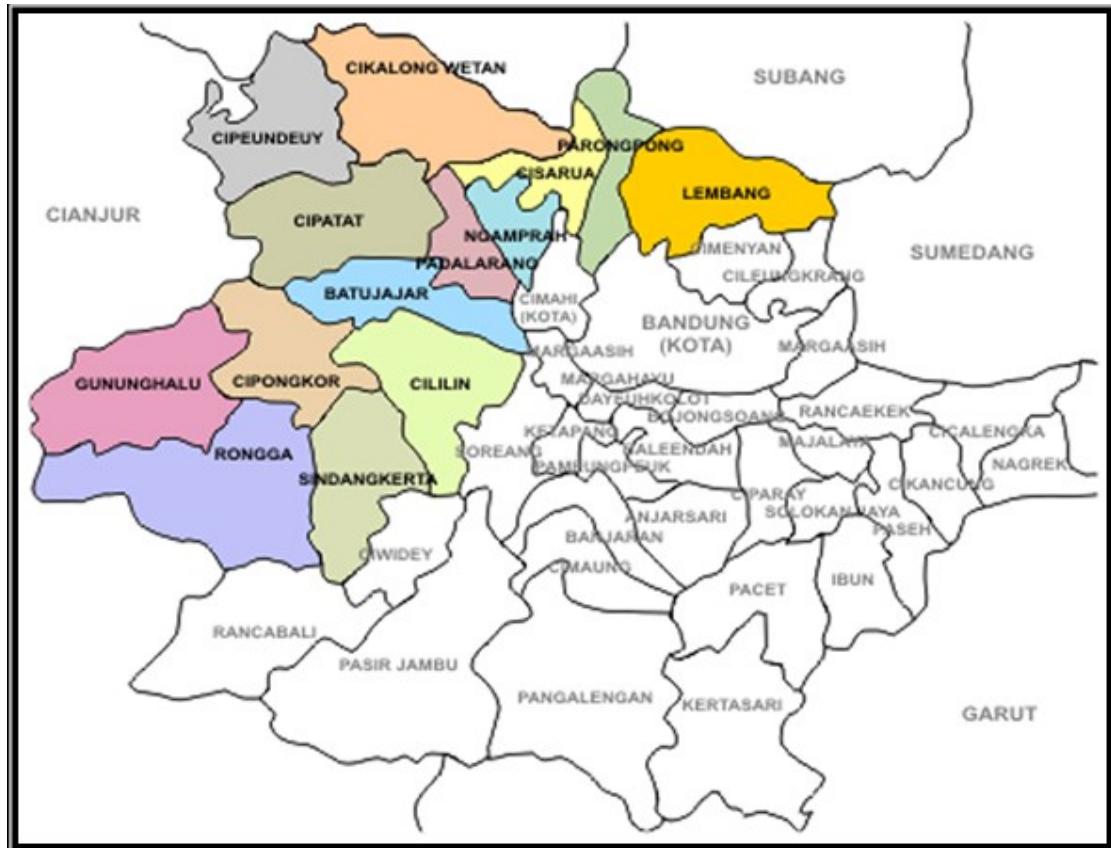 CIKALONG WETAN
SUBANG
CIPEUNDEUY
PARONGPONG
CISARUA
LEMBANG
CIANJUR
CIPATAT
NGAMPRAH
SUMEDANG
CIMENYAN
PADALARANG
CILEUNGKRANG
BATUJAJAR
CIMAHI
(KOTA)
BANDUNG
(KOTA)
MARGAASIH
MARGAASIH
GUNUNGHALU
CIPONGKOR
CILILIN
MARGAHAYU
DAYEUHKOLOT
BOJONGSOANG
RANCAEKEK
KETAPANG
CICALENGKA
RONGGA
SOREANG
BALEENDAH
MAJALAYA
PAMEUNGPEUK
NAGREK
SINDANGKERTA
CIKANCUNG
CIPARAY
SOLOKANJAYA
ANJARSARI
PASEH
BANJARAN
CIWIDEY
CIMAUNG
IBUN
PACET
RANCABALI
PASIR JAMBU
PANGALENGAN
KERTASARI
GARUT